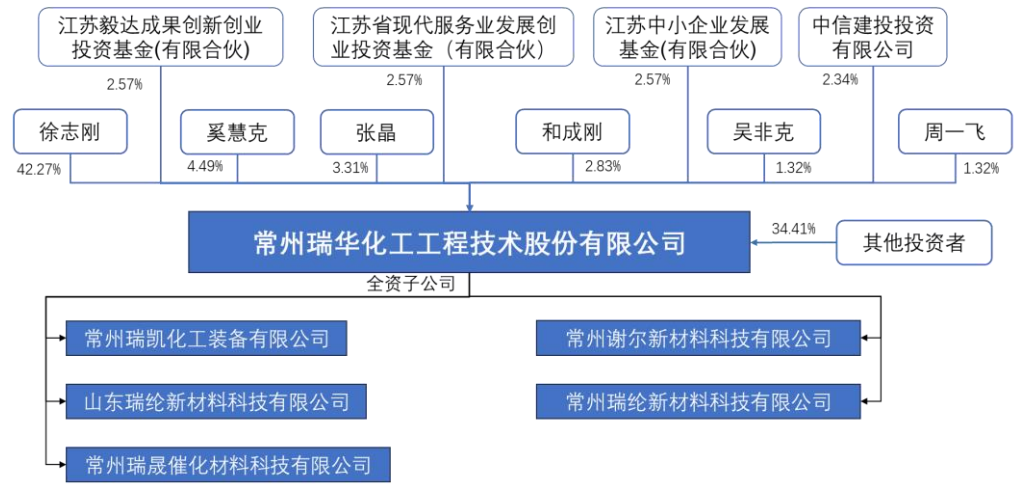 江苏毅达成果创新创业
投资基金(有限合伙)
江苏省现代服务业发展创
业投资基金（有限合伙）
江苏中小企业发展
基金(有限合伙)
中信建投投资
有限公司
2.57%
2.57%
2.57%
2.34%
徐志刚
奚慧克
张晶
和成刚
吴非克
周一飞
42.27%
4.49%
3.31%
2.83%
1.32%
1.32%
常州瑞华化工工程技术股份有限公司
34.41%
其他投资者
全资子公司
常州瑞凯化工装备有限公司
常州谢尔新材料科技有限公司
山东瑞纶新材料科技有限公司
常州瑞纶新材料科技有限公司
常州瑞晟催化材料科技有限公司